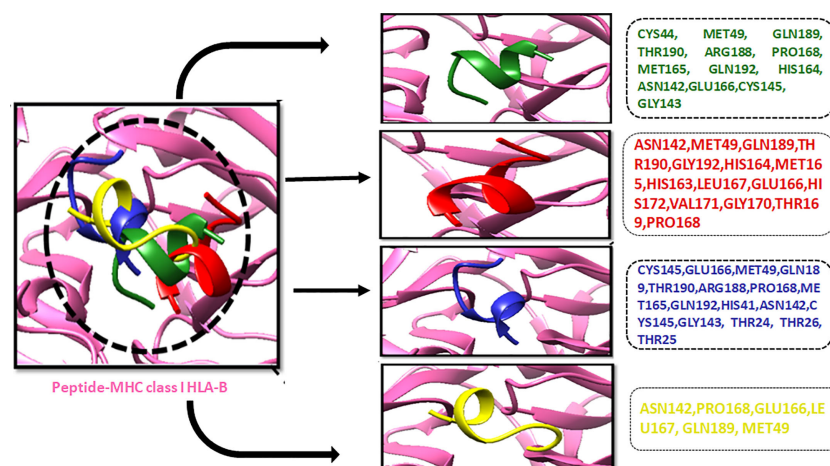 CYS44, MET49, GLN189,
THR190, ARG188, PRO168,
MET165, GLN192, HIS164,
ASN142,GLU166,CYS145,
GLY143
ASN142,MET49,GLN189,TH
R190,GLY192,HIS164,MET16
5,HIS163,LEU167,GLU166,HI
S172,VAL171,GLY170,THR16
9,PRO168
CYS145,GLU166,MET49,GLN18
9,THR190,ARG188,PRO168,ME
T165,GLN192,HIS41,ASN142,C
YS145,GLY143, THR24, THR26,
THR25
Peptide-MHC class I HLA-B
ASN142,PRO168,GLU166,LE
U167, GLN189, MET49